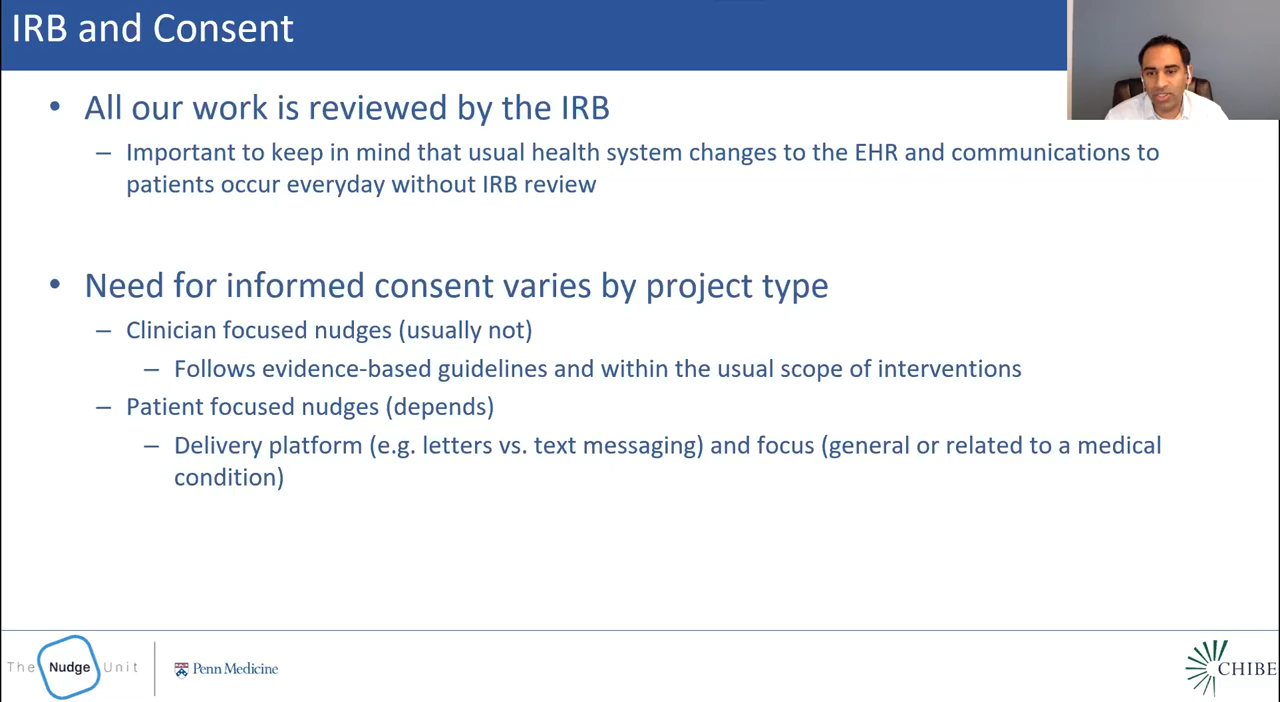 IRB and Consent
• All our work is reviewed by the IRB
– Important to keep in mind that usual health system changes to the EHR and communications to
patients occur everyday without IRB review
• Need for informed consent varies by project type
– Clinician focused nudges (usually not)
– Follows evidence-based guidelines and within the usual scope of interventions
– Patient focused nudges (depends)
– Delivery platform (e.g. letters vs. text messaging) and focus (general or related to a medical
condition)
The Nudge Unit
Penn Medicine
CHIBE